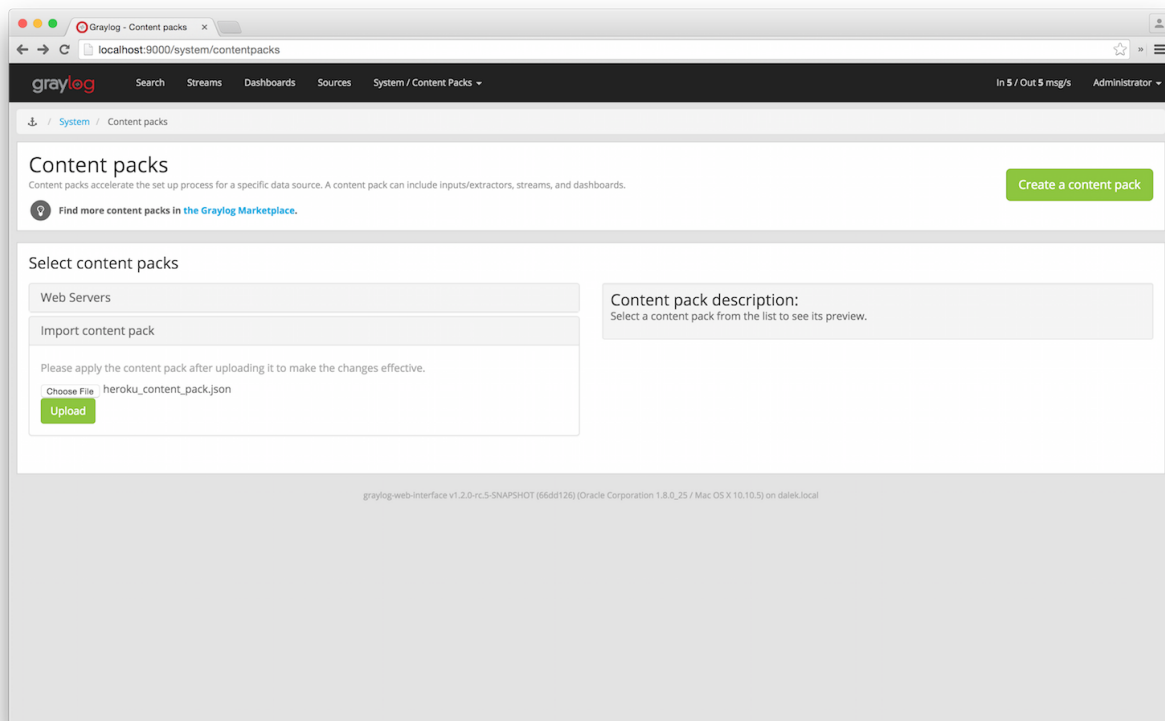 Graylog - Content packs
localhost:9000/system/contentpacks
graylog Search Streams Dashboards Sources System / Content Packs In 5 / Out 5 msg/s Administrator
/ System / Content packs
Content packs
Content packs accelerate the set up process for a specific data source. A content pack can include inputs/extractors, streams, and dashboards.
Create a content pack
Find more content packs in the Graylog Marketplace.
Select content packs
Web Servers
Import content pack
Please apply the content pack after uploading it to make the changes effective.
Choose File heroku_content_pack.json
Upload
Content pack description:
Select a content pack from the list to see its preview.
graylog-web-interface v1.2.0-rc.5-SNAPSHOT (66dd126) (Oracle Corporation 1.8.0_25 / Mac OS X 10.10.5) on dalek.local